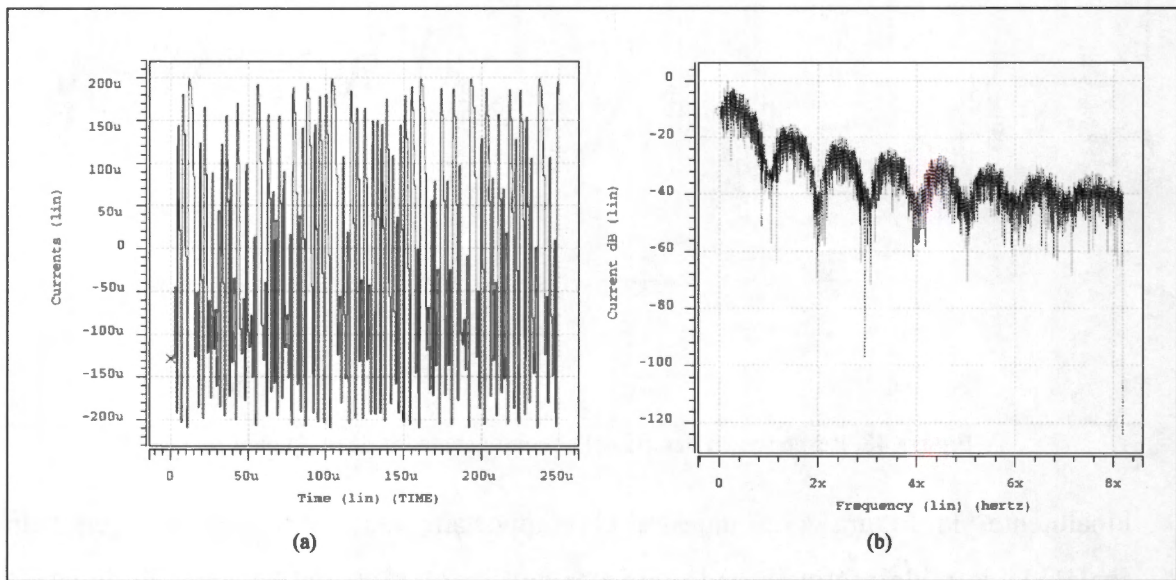 200u
150u
100u
50u
0
-50u
-100u
-150u
-200u
Currents (lin)
0
50u
100u
150u
200u
250u
Time (lin) (TIME)
(a)
0
-20
-40
-60
-80
-100
-120
Current dB (lin)
0
2x
4x
6x
8x
Frequency (lin) (hertz)
(b)